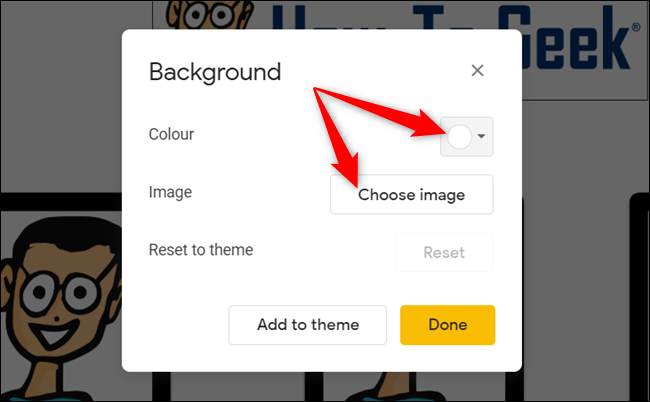 How-To Geek®
Background
Colour
Image
Choose image
Reset to theme
Reset
Add to theme
Done